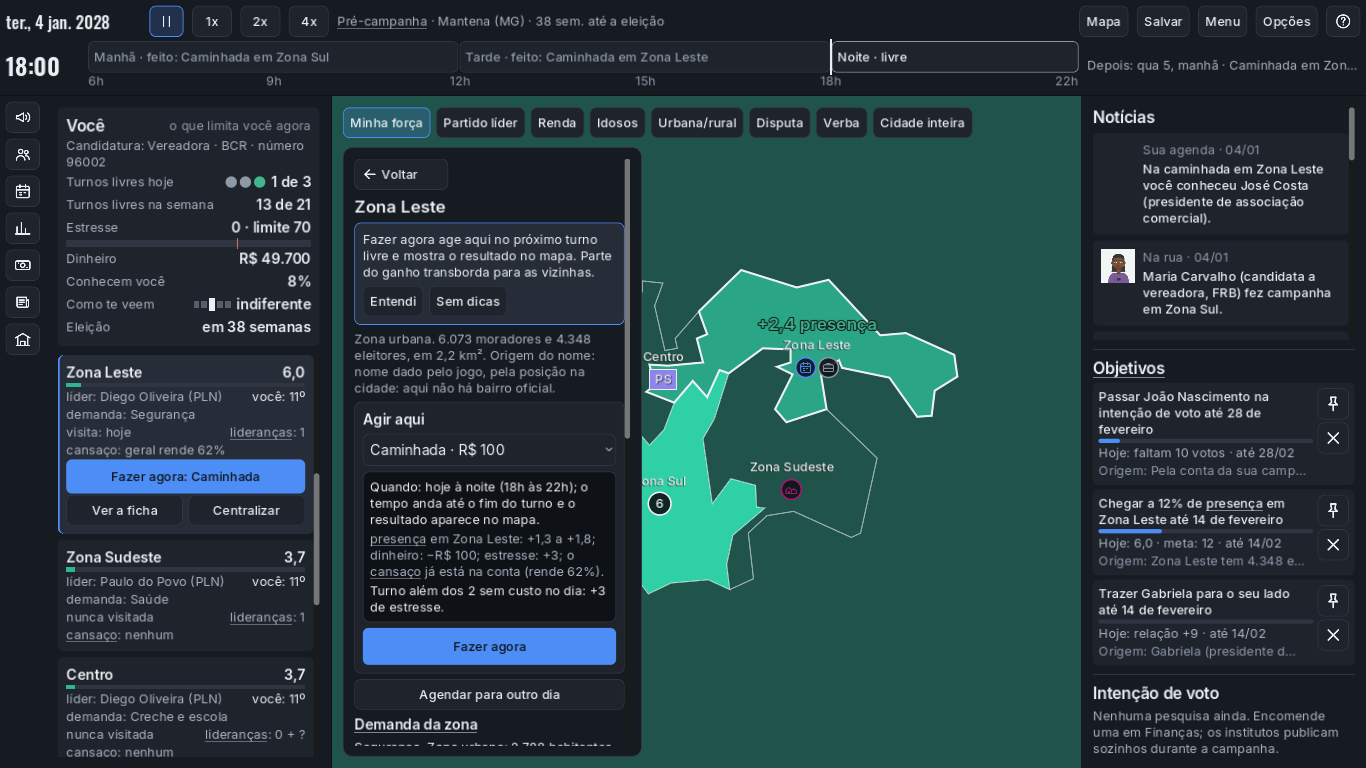 ter., 4 jan. 2028
1x
2x
4x
Pré-campanha · Mantena (MG) · 38 sem. até a eleição
Mapa
Salvar
Menu
Opções
18:00
Manhã · feito: Caminhada em Zona Sul
Tarde · feito: Caminhada em Zona Leste
Noite · livre
Depois: qua 5, manhã · Caminhada em Zon...
6h
9h
12h
15h
18h
22h
Você
o que limita você agora
Candidatura: Vereadora · BCR · número
96002
Turnos livres hoje
1 de 3
Turnos livres na semana
13 de 21
Estresse
0 · limite 70
Dinheiro
R$ 49.700
Conhecem você
8%
Como te veem
indiferente
Eleição
em 38 semanas
Zona Leste
6,0
líder: Diego Oliveira (PLN)
você: 11º
demanda: Segurança
visita: hoje
lideranças: 1
cansaço: geral rende 62%
Fazer agora: Caminhada
Ver a ficha
Centralizar
Zona Sudeste
3,7
líder: Paulo do Povo (PLN)
você: 11º
demanda: Saúde
nunca visitada
lideranças: 1
cansaço: nenhum
Centro
3,7
líder: Diego Oliveira (PLN)
você: 11º
demanda: Creche e escola
nunca visitada
lideranças: 0 + ?
cansaço: nenhum
Minha força
Partido líder
Renda
Idosos
Urbana/rural
Disputa
Verba
Cidade inteira
Voltar
Zona Leste
Fazer agora age aqui no próximo turno
livre e mostra o resultado no mapa. Parte
do ganho transborda para as vizinhas.
Entendi
Sem dicas
Zona urbana. 6.073 moradores e 4.348
eleitores, em 2,2 km². Origem do nome:
nome dado pelo jogo, pela posição na
cidade: aqui não há bairro oficial.
Agir aqui
Caminhada · R$ 100
Quando: hoje à noite (18h às 22h); o
tempo anda até o fim do turno e o
resultado aparece no mapa.
presença em Zona Leste: +1,3 a +1,8;
dinheiro: −R$ 100; estresse: +3; o
cansaço já está na conta (rende 62%).
Turno além dos 2 sem custo no dia: +3
de estresse.
Fazer agora
Agendar para outro dia
Demanda da zona
Segurança. Zona urbana: 2.788 habitantes
+2,4 presença
Zona Leste
Centro
PS
Zona Sudeste
ona Sul
6
Notícias
Sua agenda · 04/01
Na caminhada em Zona Leste
você conheceu José Costa
(presidente de associação
comercial).
Na rua · 04/01
Maria Carvalho (candidata a
vereadora, FRB) fez campanha
em Zona Sul.
Objetivos
Passar João Nascimento na
intenção de voto até 28 de
fevereiro
Hoje: faltam 10 votos · até 28/02
Origem: Pela conta da sua camp...
Chegar a 12% de presença em
Zona Leste até 14 de fevereiro
Hoje: 6,0 · meta: 12 · até 14/02
Origem: Zona Leste tem 4.348 e...
Trazer Gabriela para o seu lado
até 14 de fevereiro
Hoje: relação +9 · até 14/02
Origem: Gabriela (presidente d...
Intenção de voto
Nenhuma pesquisa ainda. Encomende
uma em Finanças; os institutos publicam
sozinhos durante a campanha.